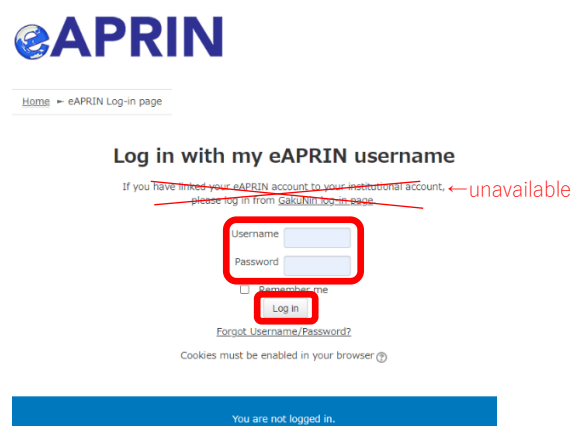 eAPRIN
Home ► eAPRIN Log-in page
Log in with my eAPRIN username
If you have linked your eAPRIN account to your institutional account, ←unavailable
please log in from GakuNin log-in page.
Username
Password
Remember me
Log in
Forgot Username/Password?
Cookies must be enabled in your browser ?
You are not logged in.